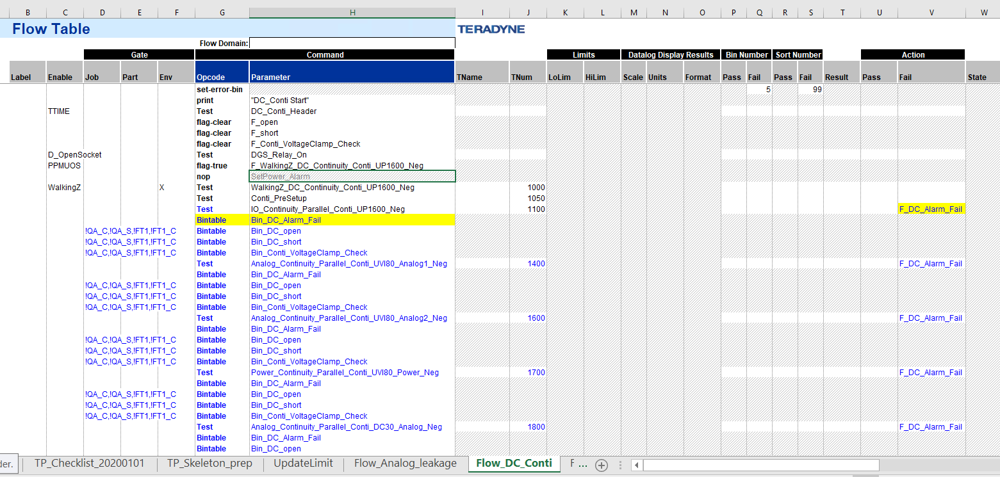 B C D E F G H I J K L M N O P Q R S T U V W
Flow Table TERADYNE
Flow Domain:
Gate Command Limits Datalog Display Results Bin Number Sort Number Action
Label Enable Job Part Env Opcode Parameter TName TNum LoLim HiLim Scale Units Format Pass Fail Pass Fail Result Pass Fail State
set-error-bin 5 99
print "DC_Conti Start"
TTIME Test DC_Conti_Header
flag-clear F_open
flag-clear F_short
flag-clear F_Conti_VoltageClamp_Check
D_OpenSocket Test DGS_Relay_On
PPMUOS flag-true F_WalkingZ_DC_Continuity_Conti_UP1600_Neg
nop SetPower_Alarm
WalkingZ X Test WalkingZ_DC_Continuity_Conti_UP1600_Neg 1000
Test Conti_PreSetup 1050
Test IO_Continuity_Parallel_Conti_UP1600_Neg 1100 F_DC_Alarm_Fail
Bintable Bin_DC_Alarm_Fail
!QA_C,!QA_S,!FT1,!FT1_C Bintable Bin_DC_open
!QA_C,!QA_S,!FT1,!FT1_C Bintable Bin_DC_short
!QA_C,!QA_S,!FT1,!FT1_C Bintable Bin_Conti_VoltageClamp_Check
Test Analog_Continuity_Parallel_Conti_UVI80_Analog1_Neg 1400 F_DC_Alarm_Fail
Bintable Bin_DC_Alarm_Fail
!QA_C,!QA_S,!FT1,!FT1_C Bintable Bin_DC_open
!QA_C,!QA_S,!FT1,!FT1_C Bintable Bin_DC_short
!QA_C,!QA_S,!FT1,!FT1_C Bintable Bin_Conti_VoltageClamp_Check
Test Analog_Continuity_Parallel_Conti_UVI80_Analog2_Neg 1600 F_DC_Alarm_Fail
Bintable Bin_DC_Alarm_Fail
!QA_C,!QA_S,!FT1,!FT1_C Bintable Bin_DC_open
!QA_C,!QA_S,!FT1,!FT1_C Bintable Bin_DC_short
!QA_C,!QA_S,!FT1,!FT1_C Bintable Bin_Conti_VoltageClamp_Check
Test Power_Continuity_Parallel_Conti_UVI80_Power_Neg 1700 F_DC_Alarm_Fail
Bintable Bin_DC_Alarm_Fail
!QA_C,!QA_S,!FT1,!FT1_C Bintable Bin_DC_open
!QA_C,!QA_S,!FT1,!FT1_C Bintable Bin_DC_short
!QA_C,!QA_S,!FT1,!FT1_C Bintable Bin_Conti_VoltageClamp_Check
Test Analog_Continuity_Parallel_Conti_DC30_Analog_Neg 1800 F_DC_Alarm_Fail
Bintable Bin_DC_Alarm_Fail
Bintable Bin_DC_open
der. TP_Checklist_20200101 TP_Skeleton_prep UpdateLimit Flow_Analog_leakage Flow_DC_Conti F ...